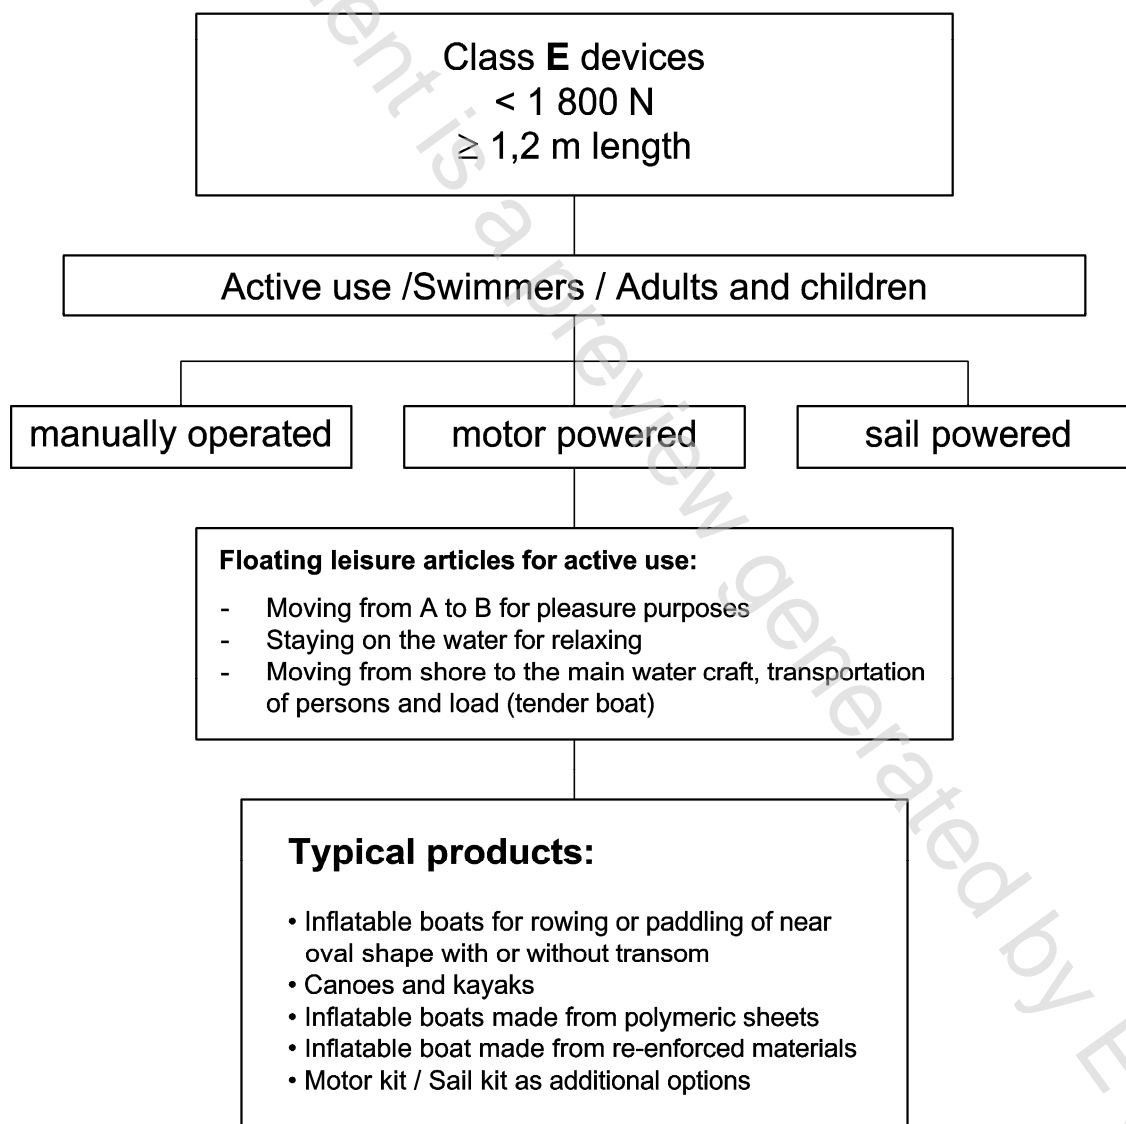 Class E devices
< 1 800 N
≥ 1,2 m length
Active use /Swimmers / Adults and children
manually operated
motor powered
sail powered
Floating leisure articles for active use:
- Moving from A to B for pleasure purposes
- Staying on the water for relaxing
- Moving from shore to the main water craft, transportation
of persons and load (tender boat)
Typical products:
• Inflatable boats for rowing or paddling of near
oval shape with or without transom
• Canoes and kayaks
• Inflatable boats made from polymeric sheets
• Inflatable boat made from re-enforced materials
• Motor kit / Sail kit as additional options
is a preview generated by